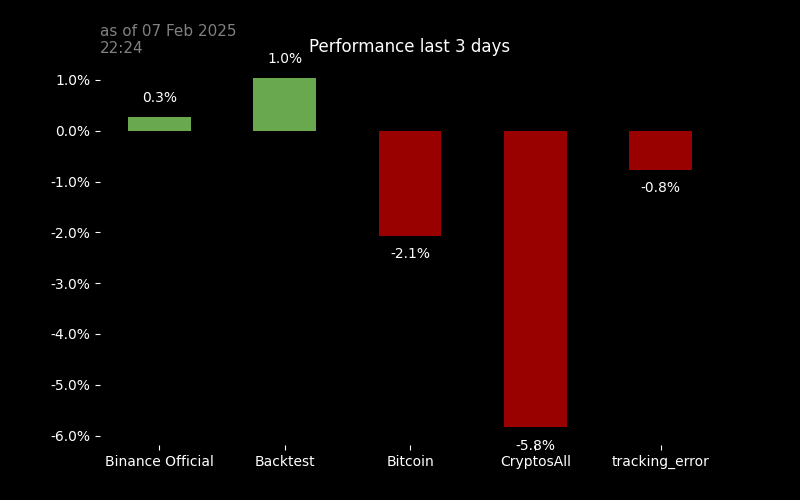 as of 07 Feb 2025
22:24
Performance last 3 days
1.0%
0.3%
1.0%
0.0%
-1.0%
-0.8%
-2.0%
-2.1%
-3.0%
-4.0%
-5.0%
-6.0%
-5.8%
Binance Official
Backtest
Bitcoin
CryptosAll
tracking_error